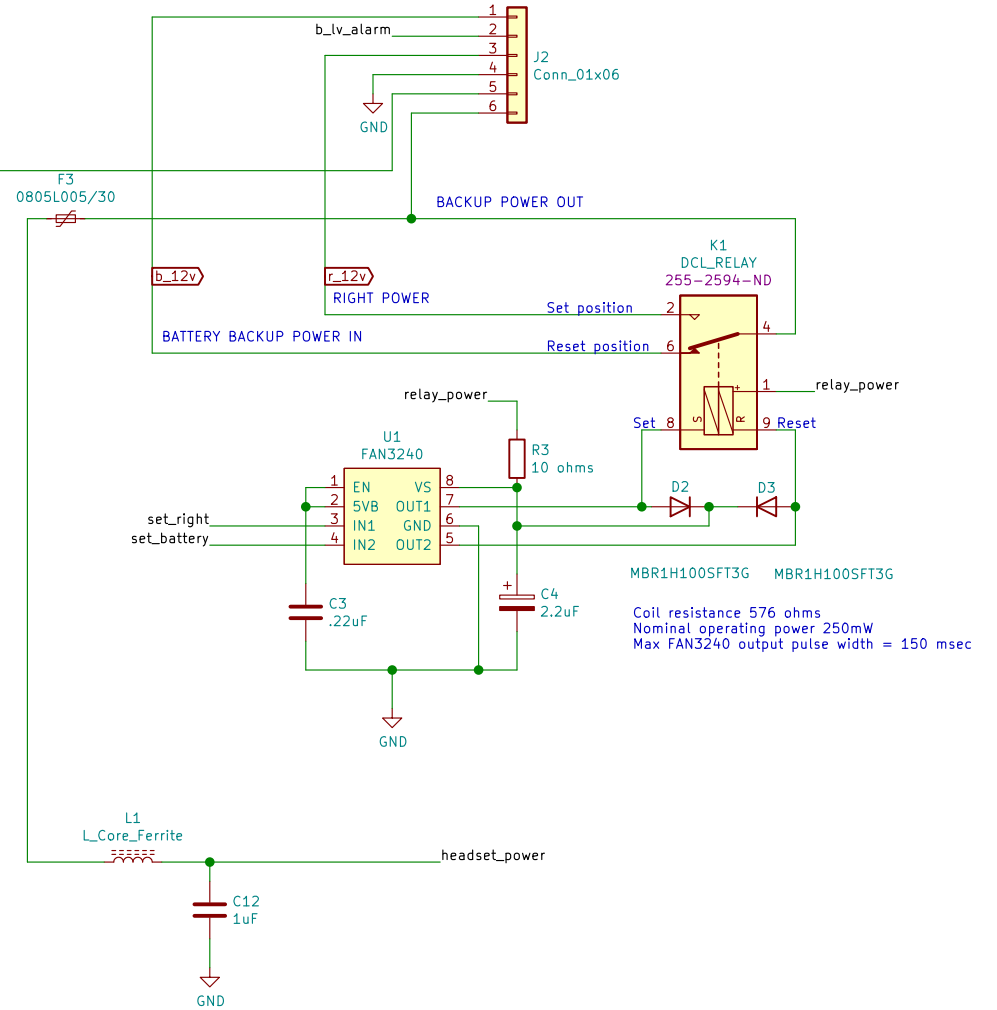 1
b_lv_alarm
2
3
4
5
6
J2
Conn_01x06
GND
F3
0805L005/30
BACKUP POWER OUT
b_12v
r_12v
RIGHT POWER
BATTERY BACKUP POWER IN
K1
DCL_RELAY
255-2594-ND
Set position
2
4
Reset position
6
+
1
relay_power
Set
8
S
R
9
Reset
relay_power
R3
10 ohms
U1
FAN3240
1
EN
VS
8
2
5VB
OUT1
7
set_right
3
IN1
GND
6
set_battery
4
IN2
OUT2
5
D2
D3
MBR1H100SFT3G
MBR1H100SFT3G
C3
.22uF
+
C4
2.2uF
Coil resistance 576 ohms
Nominal operating power 250mW
Max FAN3240 output pulse width = 150 msec
GND
L1
L_Core_Ferrite
headset_power
C12
1uF
GND